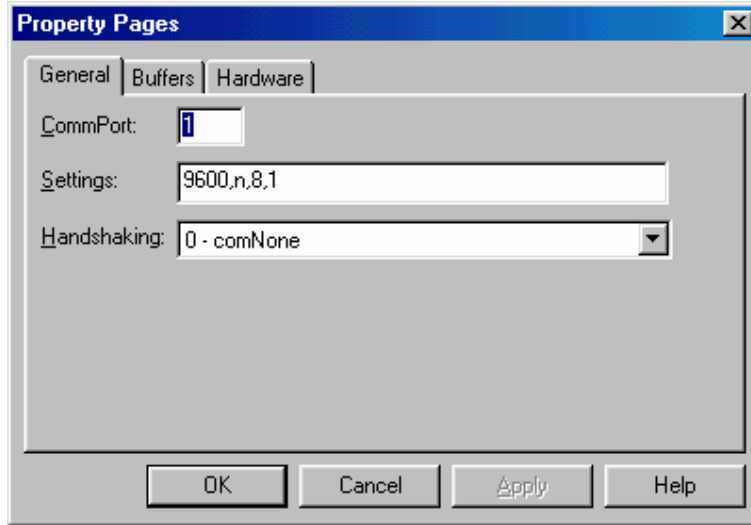 Property Pages
General Buffers Hardware
CommPort: 1
Settings: 9600,n,8,1
Handshaking: 0 - comNone
OK Cancel Apply Help